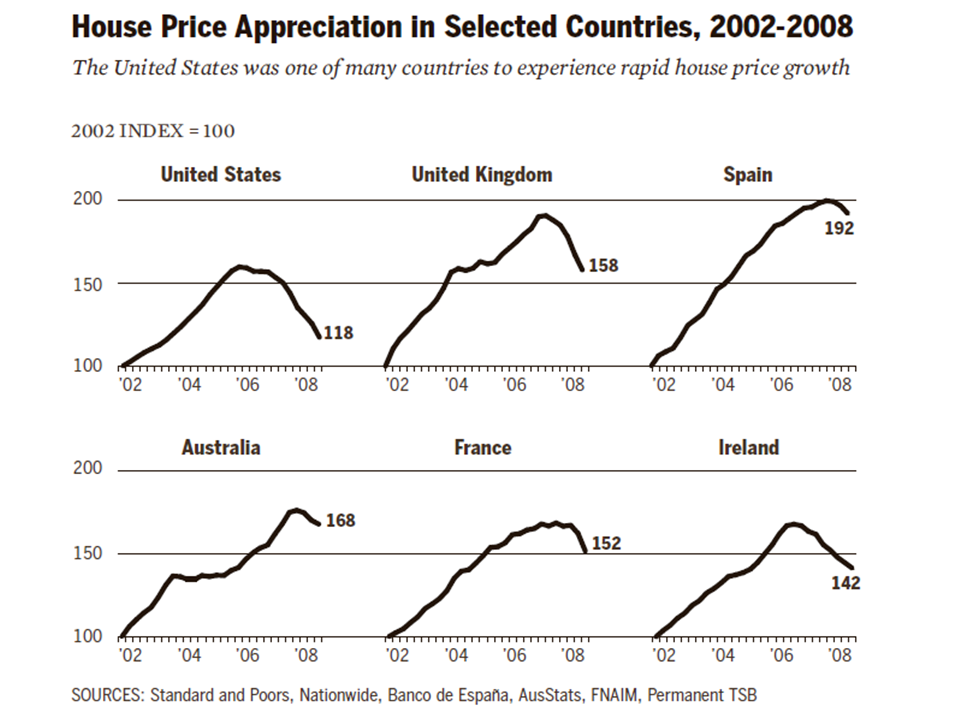 House Price Appreciation in Selected Countries, 2002-2008
The United States was one of many countries to experience rapid house price growth
2002 INDEX = 100
United States United Kingdom Spain
200
192
158
150
118
100
'02 '04 '06 '08 '02 '04 '06 '08 '02 '04 '06 '08
Australia France Ireland
200
168
152
150
142
100
'02 '04 '06 '08 '02 '04 '06 '08 '02 '04 '06 '08
SOURCES: Standard and Poors, Nationwide, Banco de España, AusStats, FNAIM, Permanent TSB